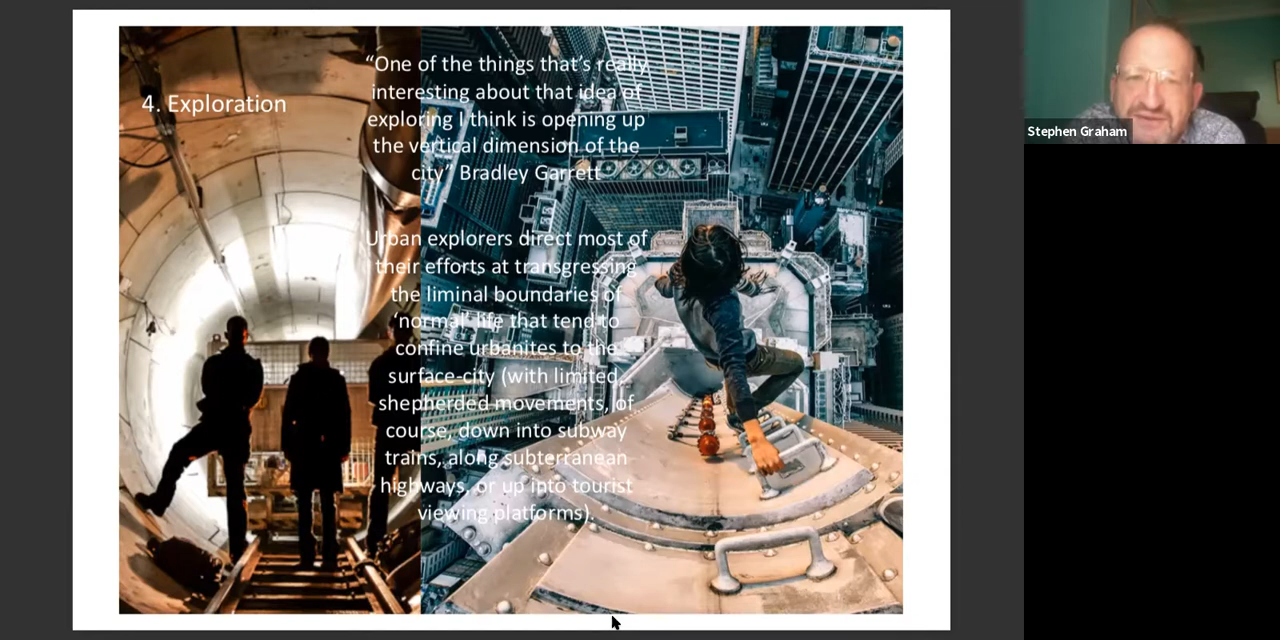 4. Exploration
“One of the things that’s really
interesting about that idea of
exploring I think is opening up
the vertical dimension of the
city” Bradley Garrett
Urban explorers direct most of
their efforts at transgressing
the liminal boundaries of
‘normal’ life that tend to
confine urbanites to the
surface-city (with limited,
shepherded movements, of
course, down into subway
trains, along subterranean
highways, or up into tourist
viewing platforms).
Stephen Graham